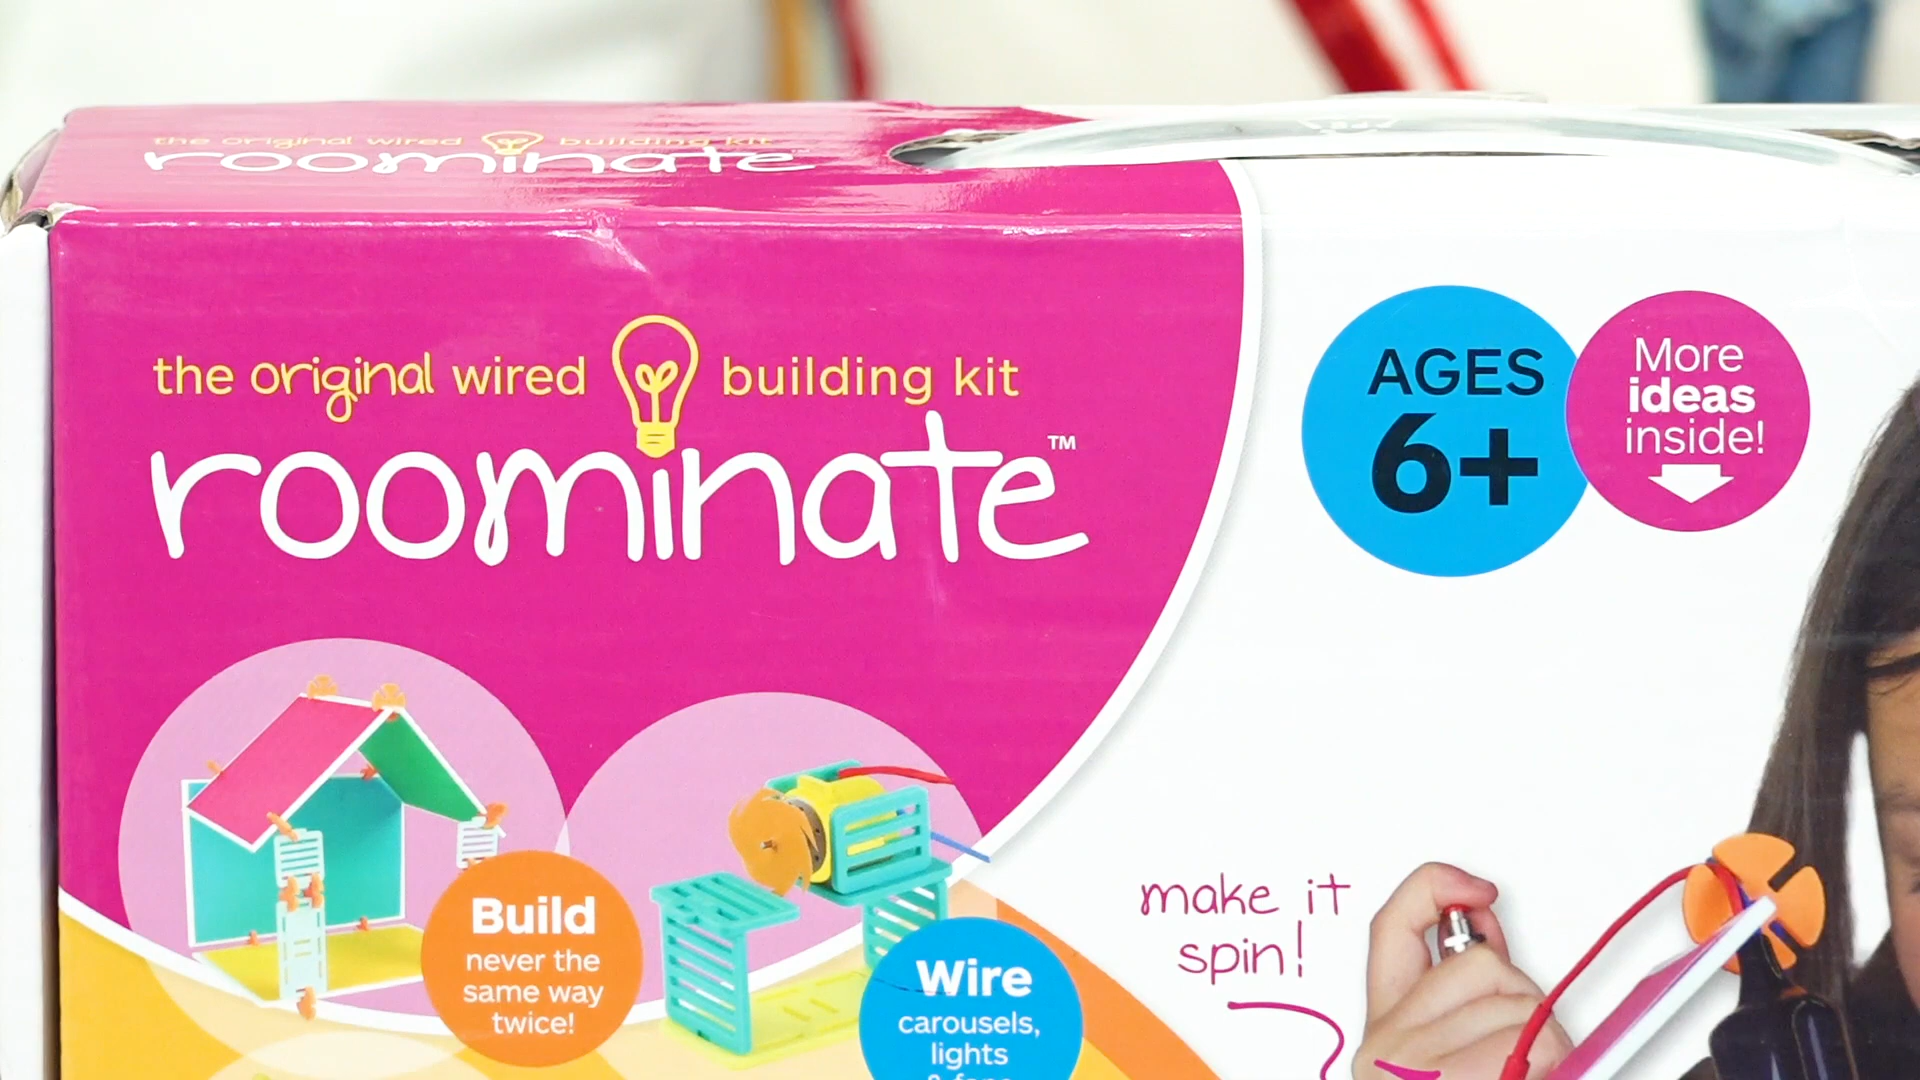 the original wired building kit
roominate
the original wired building kit
roominate™
AGES
6+
More
ideas
inside!
Build
never the
same way
twice!
Wire
carousels,
lights
make it
spin!